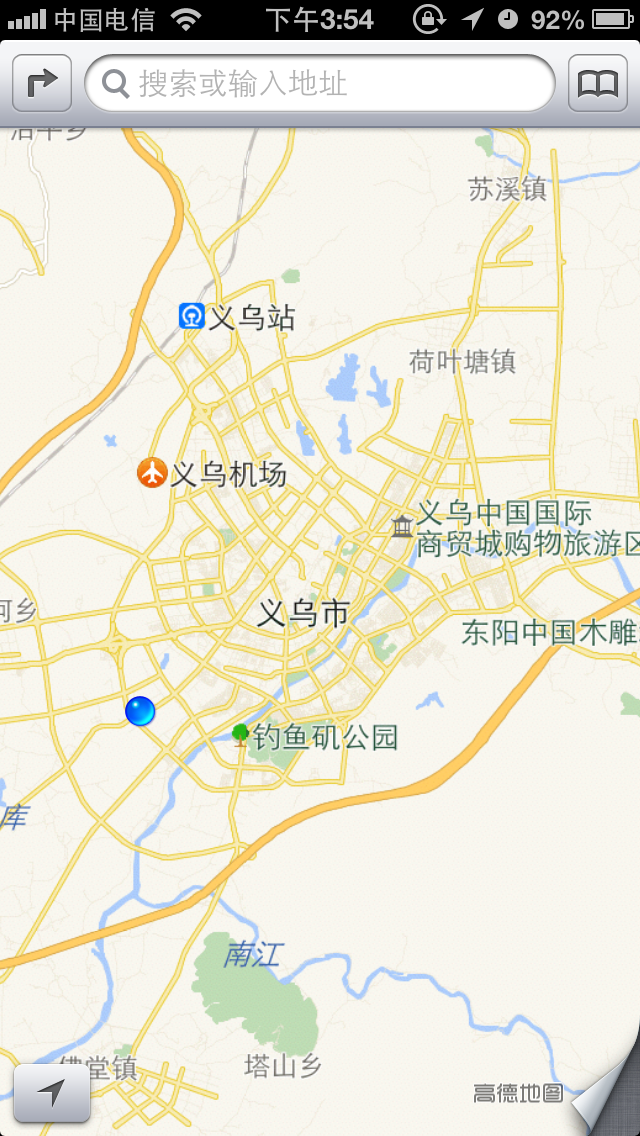 中国电信 下午3:54 92%
搜索或输入地址
苏溪镇
义乌站
荷叶塘镇
义乌机场
义乌中国国际
商贸城购物旅游区
河乡
义乌市
东阳中国木雕
钓鱼矶公园
库
南江
佛堂镇
塔山乡
高德地图